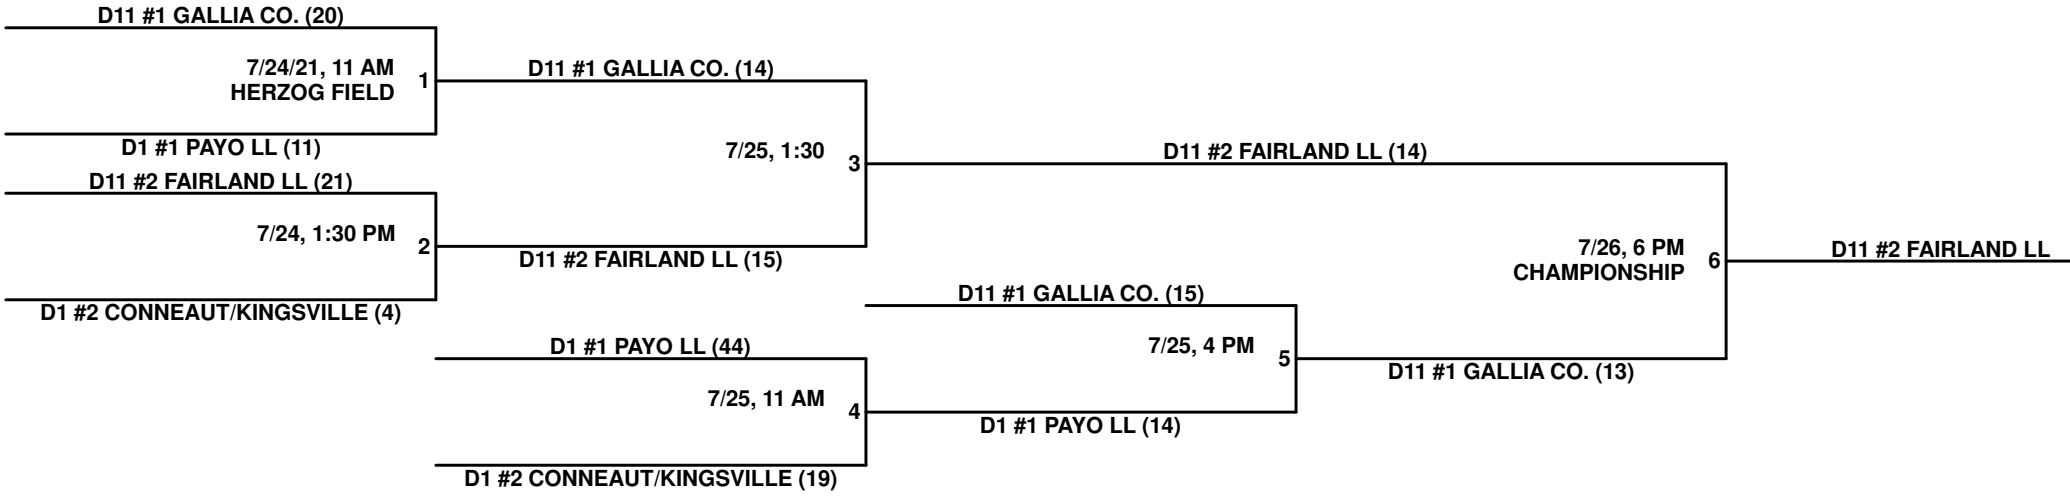 D11 #1 GALLIA CO. (20)
7/24/21, 11 AM
HERZOG FIELD
1
D1 #1 PAYO LL (11)
D11 #2 FAIRLAND LL (21)
7/24, 1:30 PM
2
D1 #2 CONNEAUT/KINGSVILLE (4)
D11 #1 GALLIA CO. (14)
7/25, 1:30
3
D11 #2 FAIRLAND LL (15)
D1 #1 PAYO LL (44)
7/25, 11 AM
4
D1 #2 CONNEAUT/KINGSVILLE (19)
D11 #1 GALLIA CO. (15)
7/25, 4 PM
5
D1 #1 PAYO LL (14)
D11 #2 FAIRLAND LL (14)
7/26, 6 PM
CHAMPIONSHIP
6
D11 #1 GALLIA CO. (13)
D11 #2 FAIRLAND LL